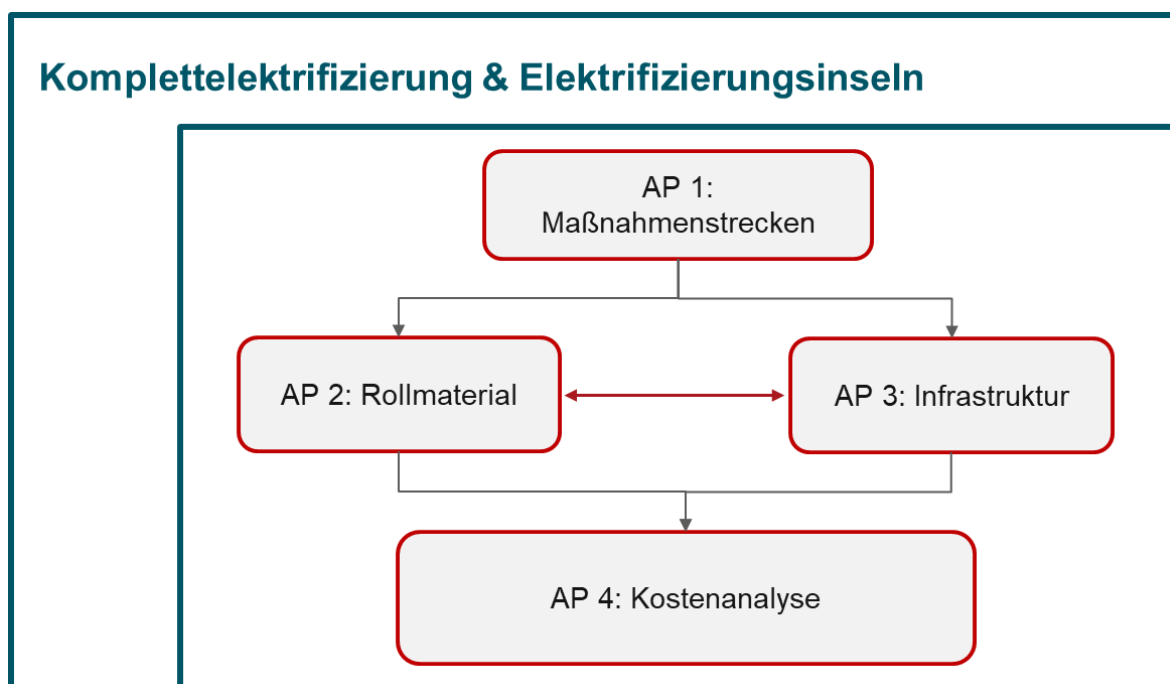 Komplettelektrifizierung & Elektrifizierungsinseln
AP 1:
Maßnahmenstrecken
AP 2: Rollmaterial
AP 3: Infrastruktur
AP 4: Kostenanalyse